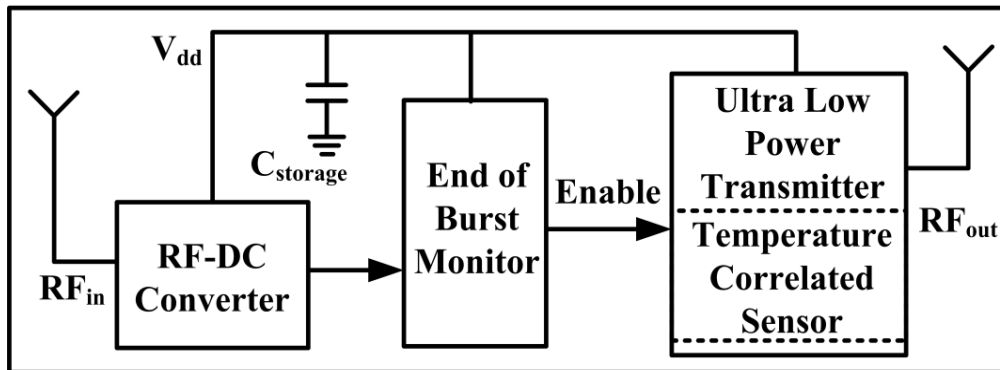 V_dd
C_storage
RF_in
RF-DC
Converter
End of
Burst
Monitor
Enable
Ultra Low
Power
Transmitter
Temperature
Correlated
Sensor
RF_out